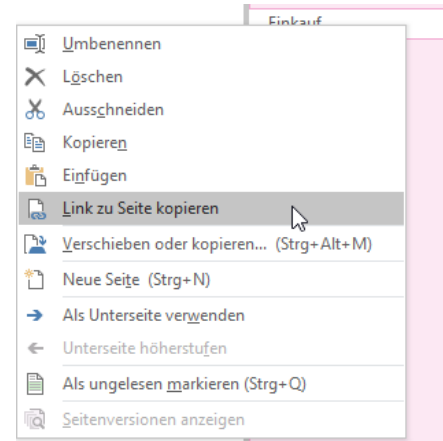 Einkauf
Umbenennen
Löschen
Ausschneiden
Kopieren
Einfügen
Link zu Seite kopieren
Verschieben oder kopieren... (Strg+Alt+M)
Neue Seite (Strg+N)
Als Unterseite verwenden
Unterseite höherstufen
Als ungelesen markieren (Strg+Q)
Seitenversionen anzeigen